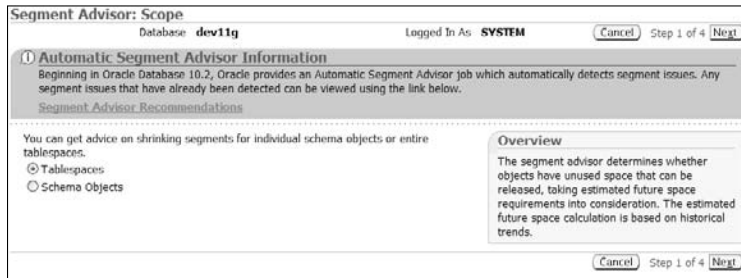 Segment Advisor: Scope
Database dev11g Logged In As SYSTEM Cancel Step 1 of 4 Next
Automatic Segment Advisor Information
Beginning in Oracle Database 10.2, Oracle provides an Automatic Segment Advisor job which automatically detects segment issues. Any
segment issues that have already been detected can be viewed using the link below.
Segment Advisor Recommendations
You can get advice on shrinking segments for individual schema objects or entire
tablespaces.
Tablespaces
Schema Objects
Overview
The segment advisor determines whether
objects have unused space that can be
released, taking estimated future space
requirements into consideration. The estimated
future space calculation is based on historical
trends.
Cancel Step 1 of 4 Next